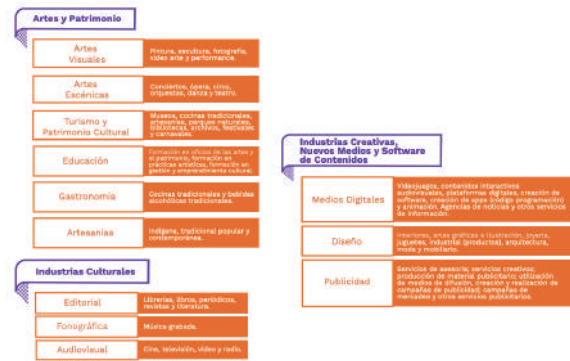 Artes y Patrimonio
Artes
Visuales
Pintura, escultura, fotografía,
video arte y performance.
Artes
Escénicas
Conciertos, ópera, circo,
orquestas, danza y teatro.
Turismo y
Patrimonio Cultural
Museos, cocinas tradicionales,
artesanías, parques naturales,
bibliotecas, archivos, festivales
y carnavales.
Educación
Formación en oficios de las artes y
el patrimonio, formación en
prácticas artísticas, formación en
gestión y emprendimiento cultural.
Gastronomía
Cocinas tradicionales y bebidas
alcohólicas tradicionales.
Artesanías
Indígena, tradicional popular y
contemporánea.
Industrias Culturales
Editorial
Librerías, libros, periódicos,
revistas y literatura.
Fonográfica
Música grabada.
Audiovisual
Cine, televisión, video y radio.
Industrias Creativas,
Nuevos Medios y Software
de Contenidos
Medios Digitales
Videojuegos, contenidos interactivos
audiovisuales, plataformas digitales, creación de
software, creación de apps (código programación)
y animación. Agencias de noticias y otros servicios
de información.
Diseño
Interiores, artes gráficas e ilustración, joyería,
juguetes, industrial (productos), arquitectura,
moda y mobiliario.
Publicidad
Servicios de asesoría; servicios creativos;
producción de material publicitario; utilización
de medios de difusión, creación y realización de
campañas de publicidad; campañas de
mercadeo y otros servicios publicitarios.